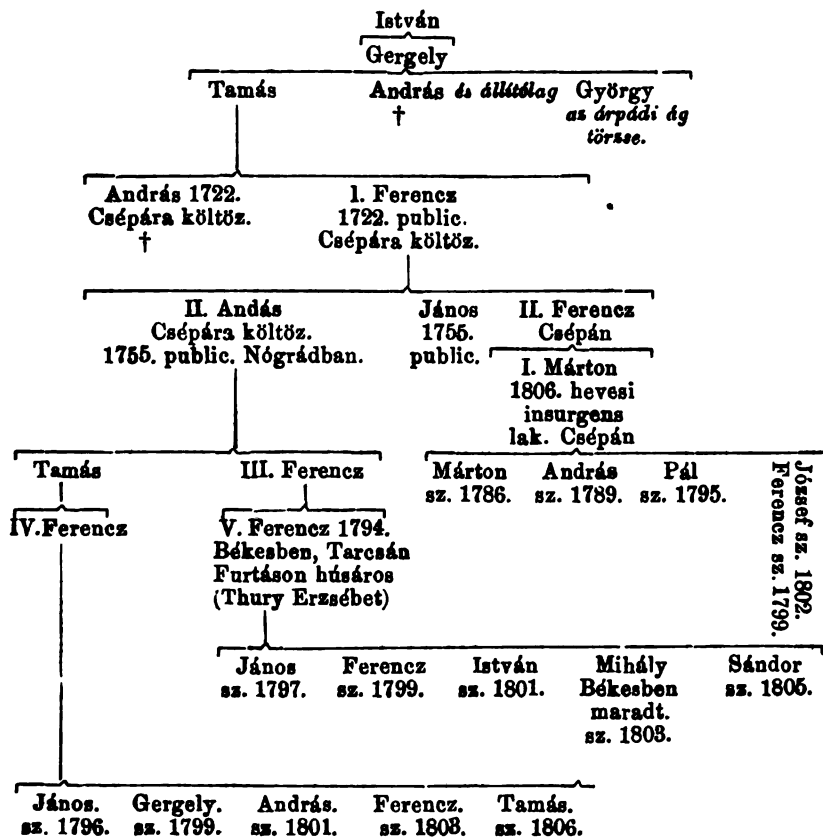 István
Gergely
Tamás András és állítólag György
† az árpádi ág
törzse.
András 1722. I. Ferencz
Csépára költöz. 1722. public.
† Csépára költöz.
II. Andás János II. Ferencz
Csépára költöz. 1755. Csépán
1755. public. Nógrádban. public.
I. Márton
1806. hevesi
insurgens
lak. Csépán
Tamás III. Ferencz Márton András Pál
sz. 1786. sz. 1789. sz. 1795.
József sz. 1802.
Ferencz sz. 1799.
IV. Ferencz V. Ferencz 1794.
Békesben, Tarcsán
Furtáson húsáros
(Thury Erzsébet)
János Ferencz István Mihály Sándor
sz. 1797. sz. 1799. sz. 1801. Békesben sz. 1805.
maradt.
sz. 1803.
János. Gergely. András. Ferencz. Tamás.
sz. 1796. sz. 1799. sz. 1801. sz. 1803. sz. 1806.